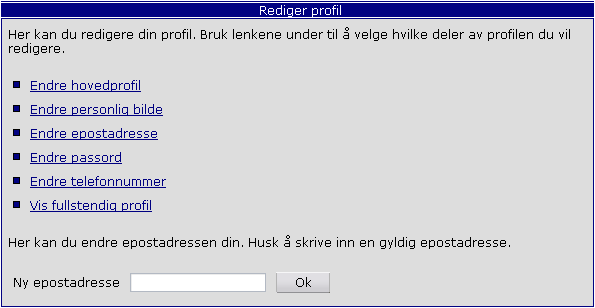 Rediger profil
Her kan du redigere din profil. Bruk lenkene under til å velge hvilke deler av profilen du vil
redigere.
Endre hovedprofil
Endre personlig bilde
Endre epostadresse
Endre passord
Endre telefonnummer
Vis fullstendig profil
Her kan du endre epostadressen din. Husk å skrive inn en gyldig epostadresse.
Ny epostadresse Ok